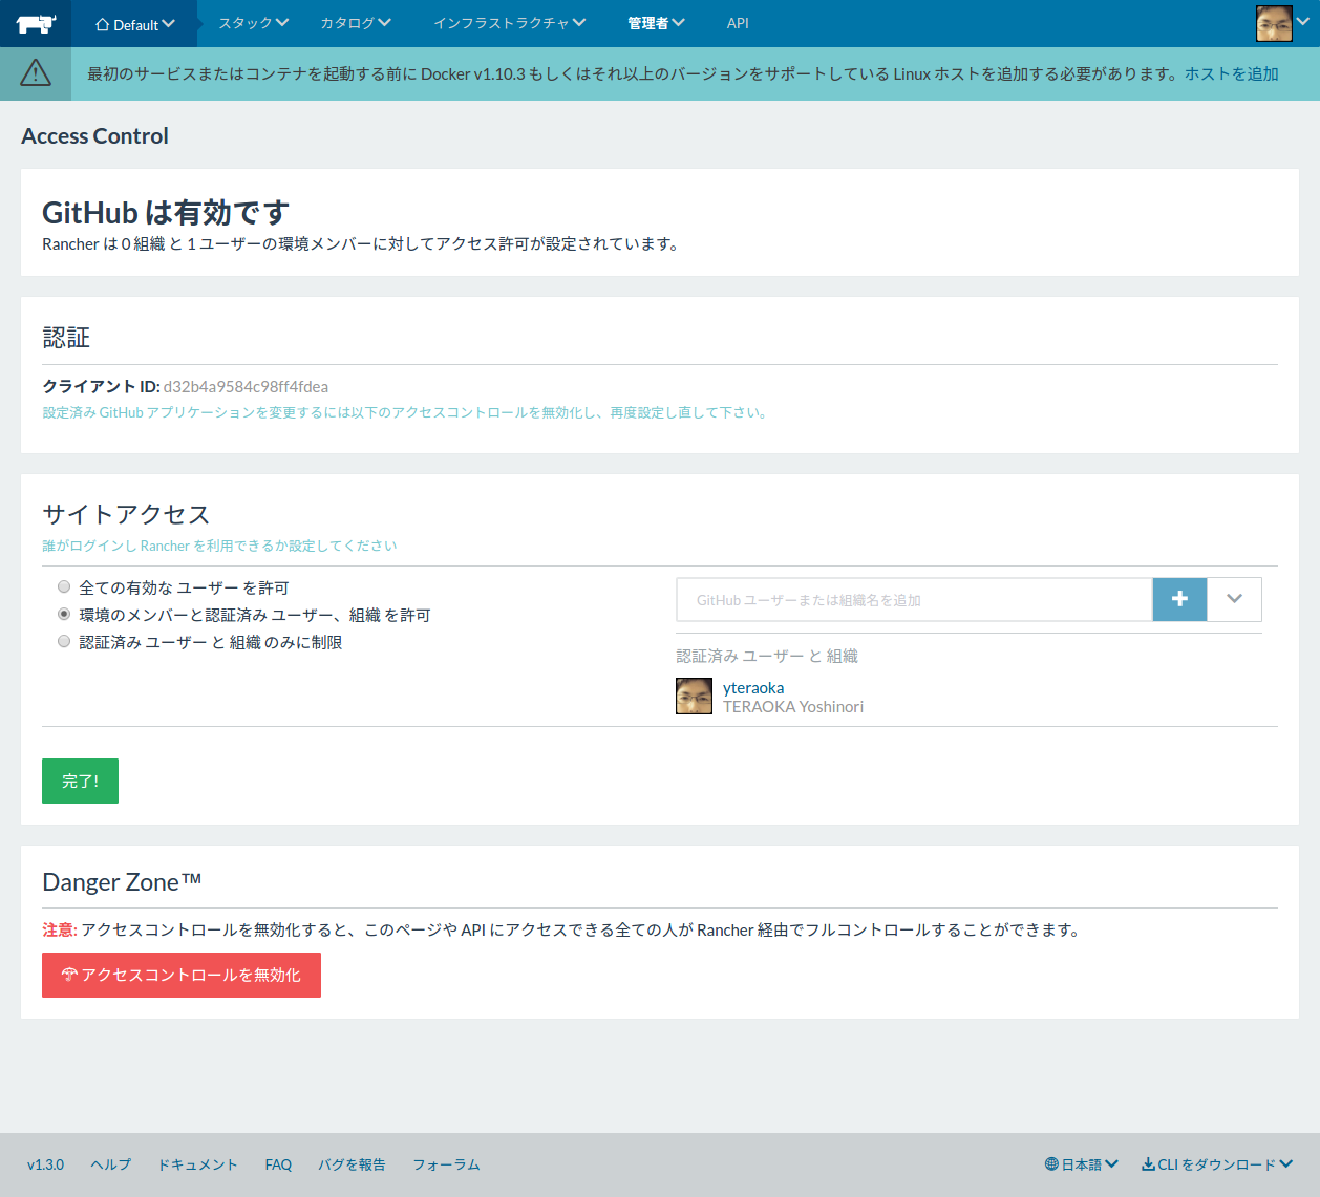 Default スタック カタログ インフラストラクチャ 管理者 API
最初のサービスまたはコンテナを起動する前に Docker v1.10.3 もしくはそれ以上のバージョンをサポートしている Linux ホストを追加する必要があります。 ホストを追加
Access Control
GitHub は有効です
Rancher は 0 組織 と 1 ユーザーの環境メンバーに対してアクセス許可が設定されています。
認証
クライアント ID: d32b4a9584c98ff4fdea
設定済み GitHub アプリケーションを変更するには以下のアクセスコントロールを無効化し、再度設定し直して下さい。
サイトアクセス
誰がログインし Rancher を利用できるか設定してください
全ての有効な ユーザー を許可
環境のメンバーと認証済み ユーザー、組織 を許可
認証済み ユーザー と 組織 のみに制限
GitHub ユーザーまたは組織名を追加
認証済み ユーザー と 組織
yteraoka
TERAOKA Yoshinori
完了!
Danger Zone™
注意: アクセスコントロールを無効化すると、このページや API にアクセスできる全ての人が Rancher 経由でフルコントロールすることができます。
アクセスコントロールを無効化
v1.3.0 ヘルプ ドキュメント FAQ バグを報告 フォーラム 日本語 CLI をダウンロード